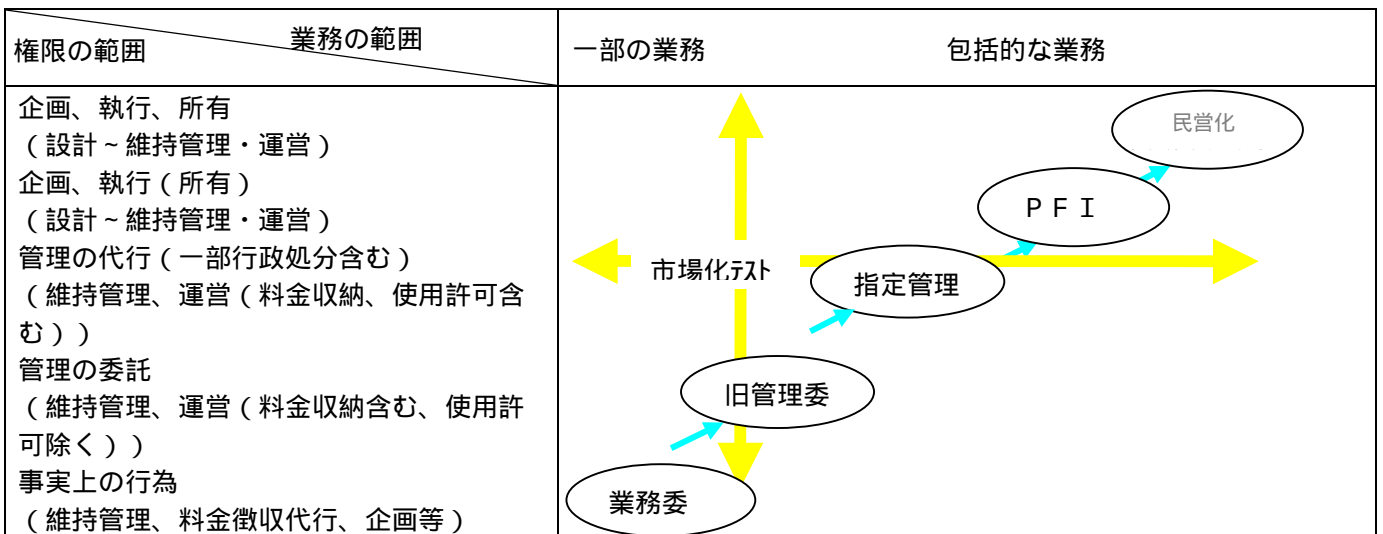 業務の範囲
権限の範囲
一部の業務 包括的な業務
企画、執行、所有
（設計～維持管理・運営）
企画、執行（所有）
（設計～維持管理・運営）
管理の代行（一部行政処分含む）
（維持管理、運営（料金収納、使用許可含
む））
管理の委託
（維持管理、運営（料金収納含む、使用許
可除く））
事実上の行為
（維持管理、料金徴収代行、企画等）
民営化
ＰＦＩ
市場化ﾃｽﾄ
指定管理
旧管理委
業務委